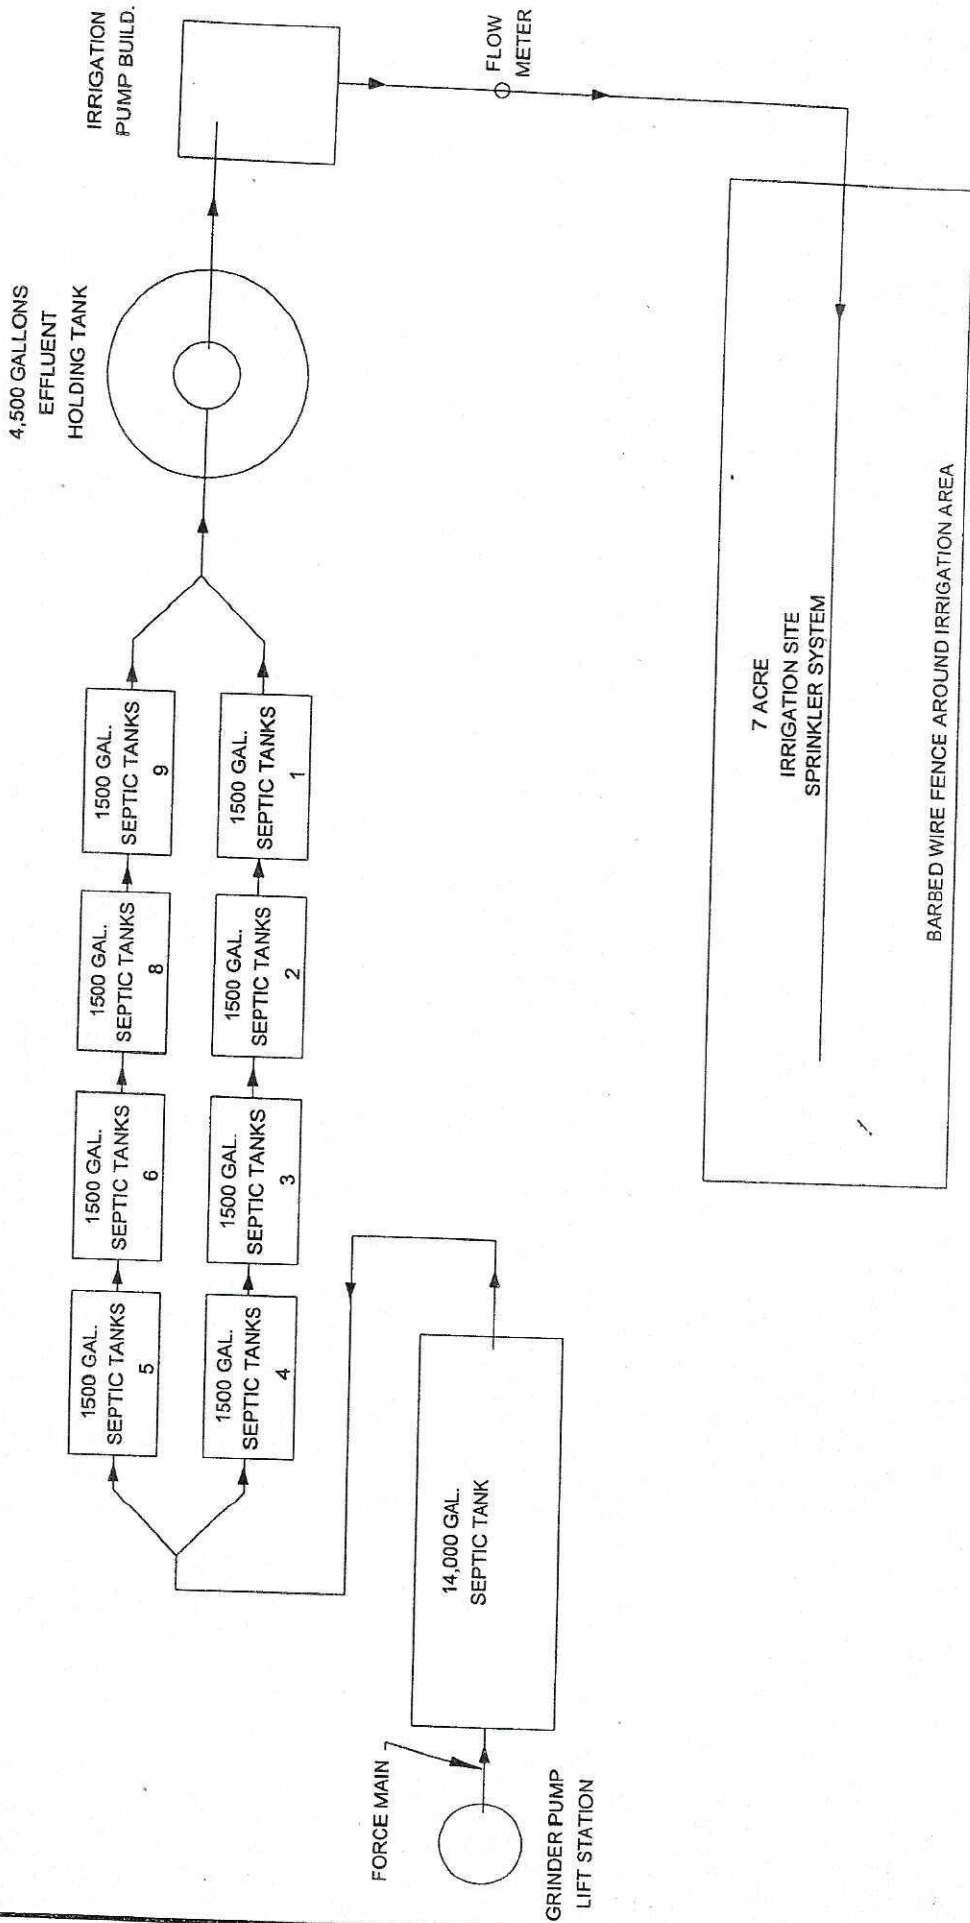 4,500 GALLONS
EFFLUENT
HOLDING TANK
IRRIGATION
PUMP BUILD.
1500 GAL.
SEPTIC TANKS
5
1500 GAL.
SEPTIC TANKS
6
1500 GAL.
SEPTIC TANKS
8
1500 GAL.
SEPTIC TANKS
9
1500 GAL.
SEPTIC TANKS
4
1500 GAL.
SEPTIC TANKS
3
1500 GAL.
SEPTIC TANKS
2
1500 GAL.
SEPTIC TANKS
1
FLOW
METER
FORCE MAIN
14,000 GAL.
SEPTIC TANK
GRINDER PUMP
LIFT STATION
7 ACRE
IRRIGATION SITE
SPRINKLER SYSTEM
BARBED WIRE FENCE AROUND IRRIGATION AREA